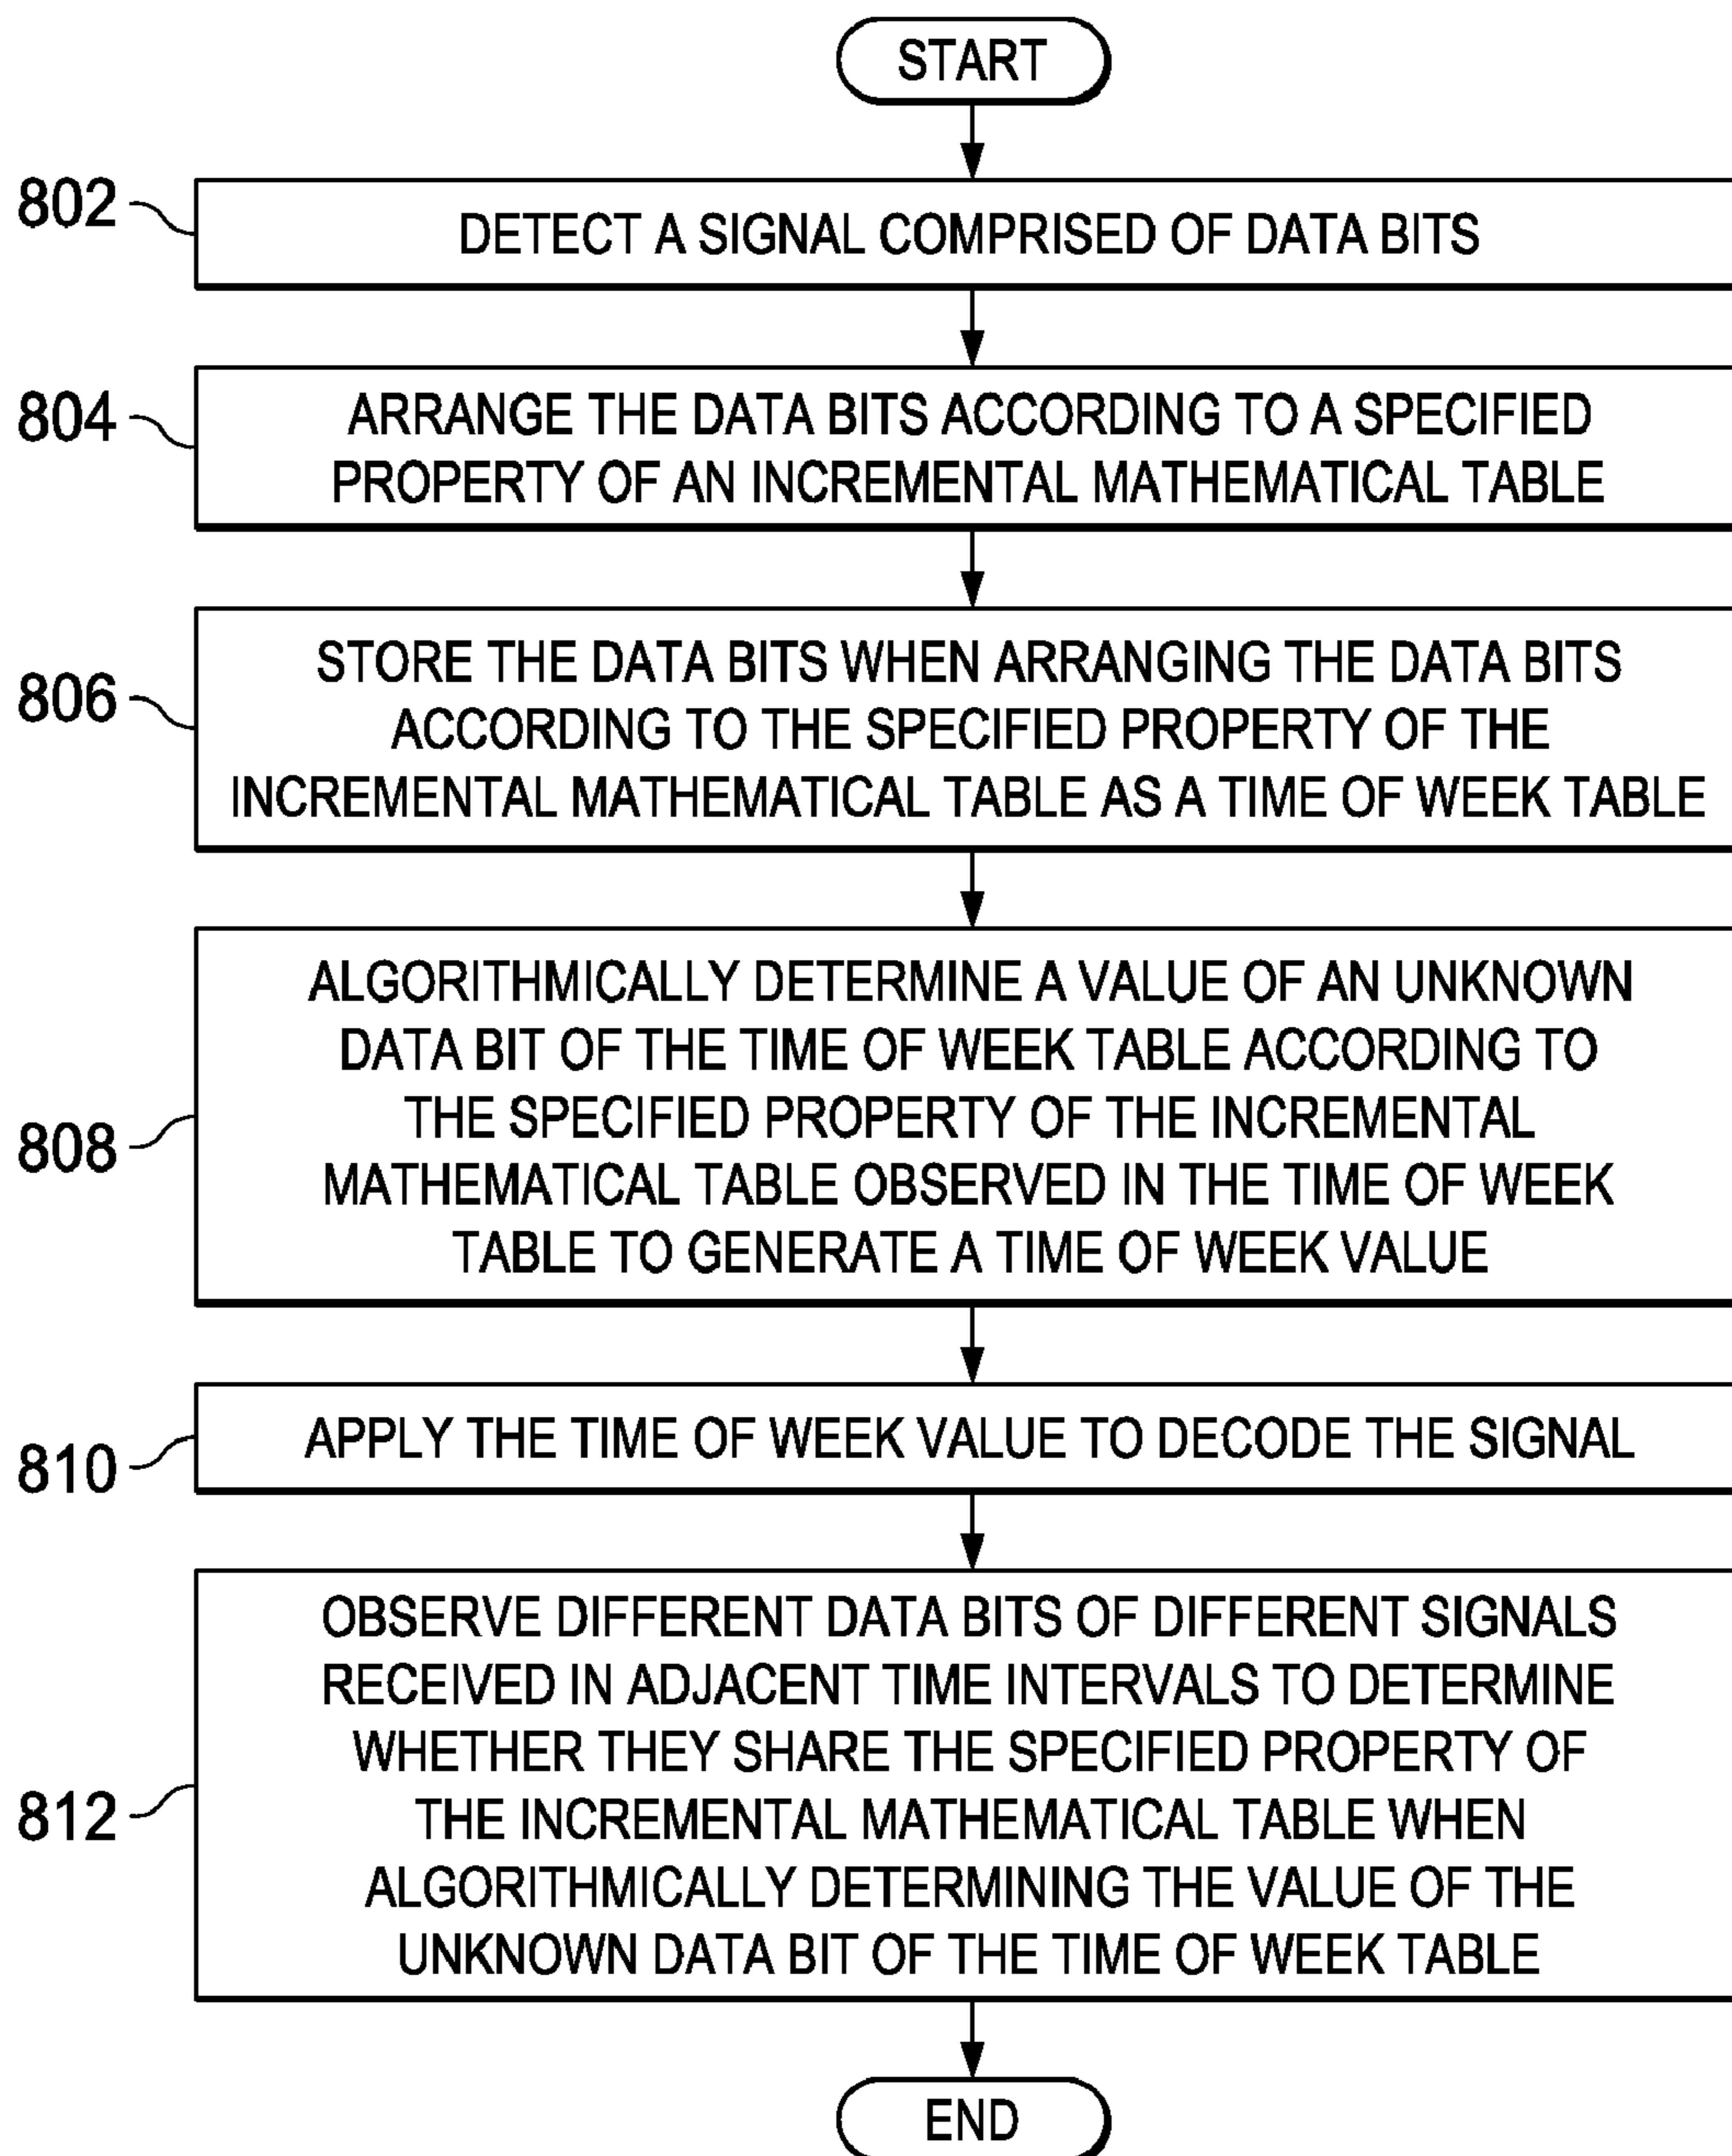 START
802
DETECT A SIGNAL COMPRISED OF DATA BITS
804
ARRANGE THE DATA BITS ACCORDING TO A SPECIFIED
PROPERTY OF AN INCREMENTAL MATHEMATICAL TABLE
806
STORE THE DATA BITS WHEN ARRANGING THE DATA BITS
ACCORDING TO THE SPECIFIED PROPERTY OF THE
INCREMENTAL MATHEMATICAL TABLE AS A TIME OF WEEK TABLE
808
ALGORITHMICALLY DETERMINE A VALUE OF AN UNKNOWN
DATA BIT OF THE TIME OF WEEK TABLE ACCORDING TO
THE SPECIFIED PROPERTY OF THE INCREMENTAL
MATHEMATICAL TABLE OBSERVED IN THE TIME OF WEEK
TABLE TO GENERATE A TIME OF WEEK VALUE
810
APPLY THE TIME OF WEEK VALUE TO DECODE THE SIGNAL
812
OBSERVE DIFFERENT DATA BITS OF DIFFERENT SIGNALS
RECEIVED IN ADJACENT TIME INTERVALS TO DETERMINE
WHETHER THEY SHARE THE SPECIFIED PROPERTY OF
THE INCREMENTAL MATHEMATICAL TABLE WHEN
ALGORITHMICALLY DETERMINING THE VALUE OF THE
UNKNOWN DATA BIT OF THE TIME OF WEEK TABLE
END